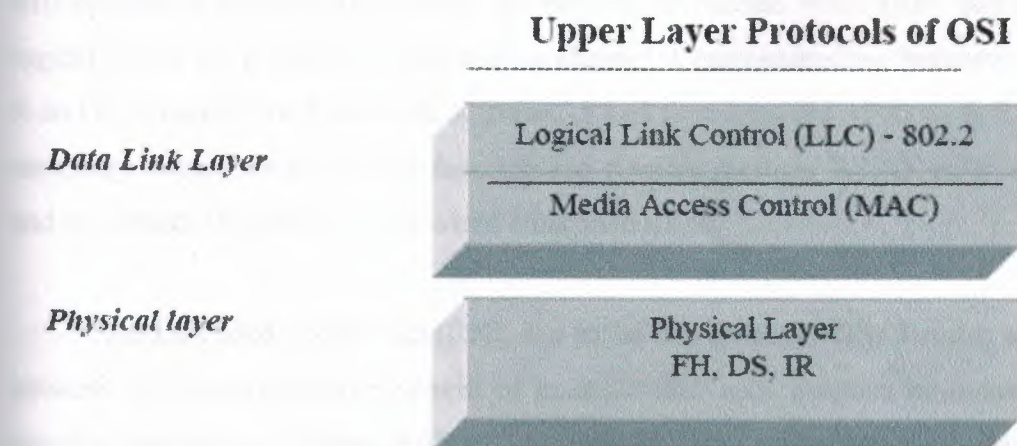 Upper Layer Protocols of OSI
Data Link Layer
Logical Link Control (LLC) - 802.2
Media Access Control (MAC)
Physical layer
Physical Layer
FH, DS, IR